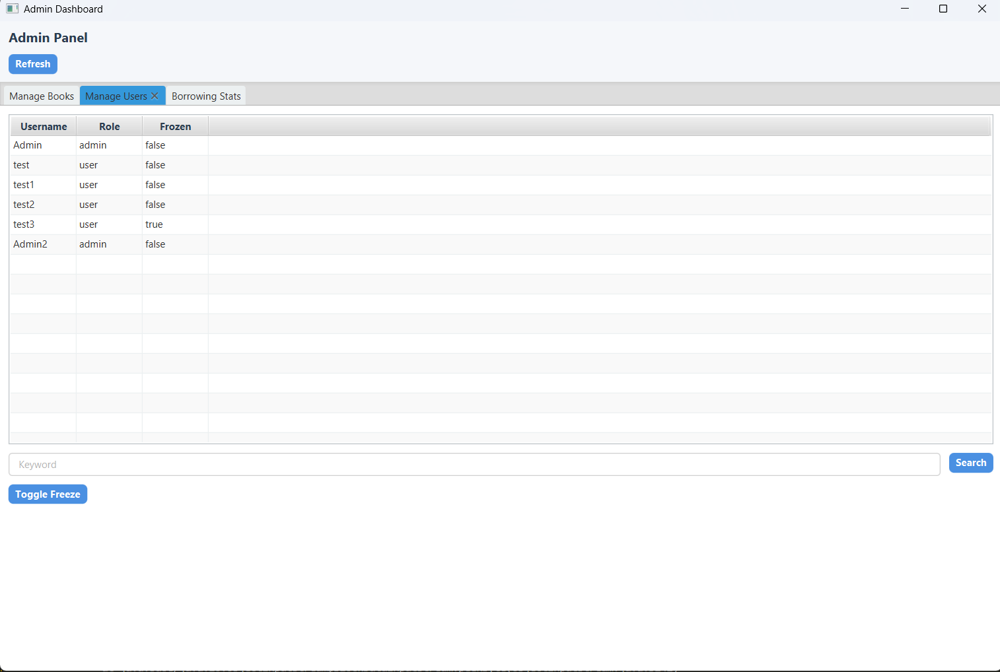 Admin Dashboard
Admin Panel
Refresh
Manage Books Manage Users Borrowing Stats
Username Role Frozen
Admin admin false
test user false
test1 user false
test2 user false
test3 user true
Admin2 admin false
Keyword Search
Toggle Freeze